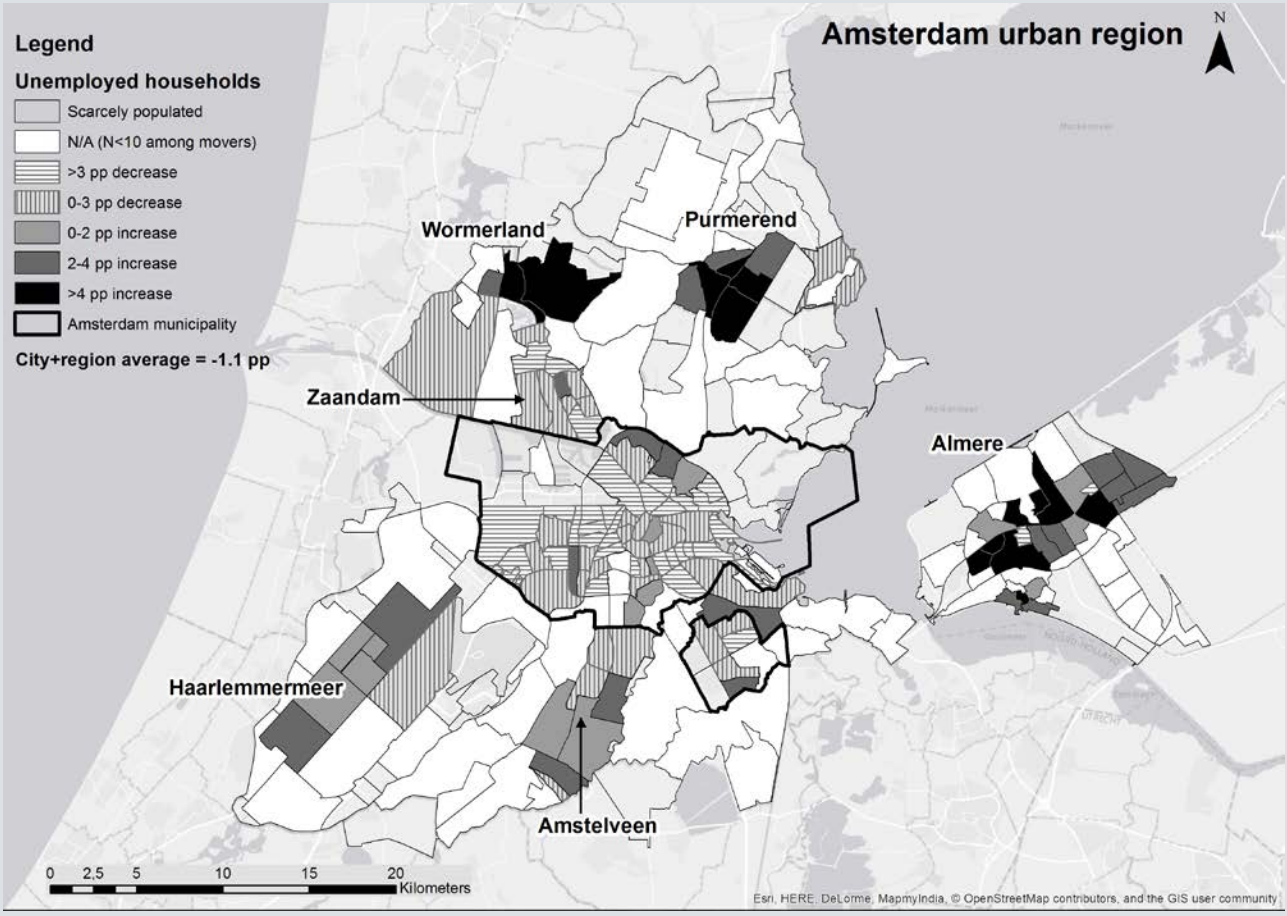 Amsterdam urban region
N
Legend
Unemployed households
Scarcely populated
N/A (N<10 among movers)
>3 pp decrease
0-3 pp decrease
0-2 pp increase
2-4 pp increase
>4 pp increase
Amsterdam municipality
City+region average = -1.1 pp
Wormerland
Purmerend
Zaandam
Almere
Haarlemmermeer
Amstelveen
UTRECHT
0 2,5 5 10 15 20
Kilometers
Esri, HERE, DeLorme, MapmyIndia, © OpenStreetMap contributors, and the GIS user community